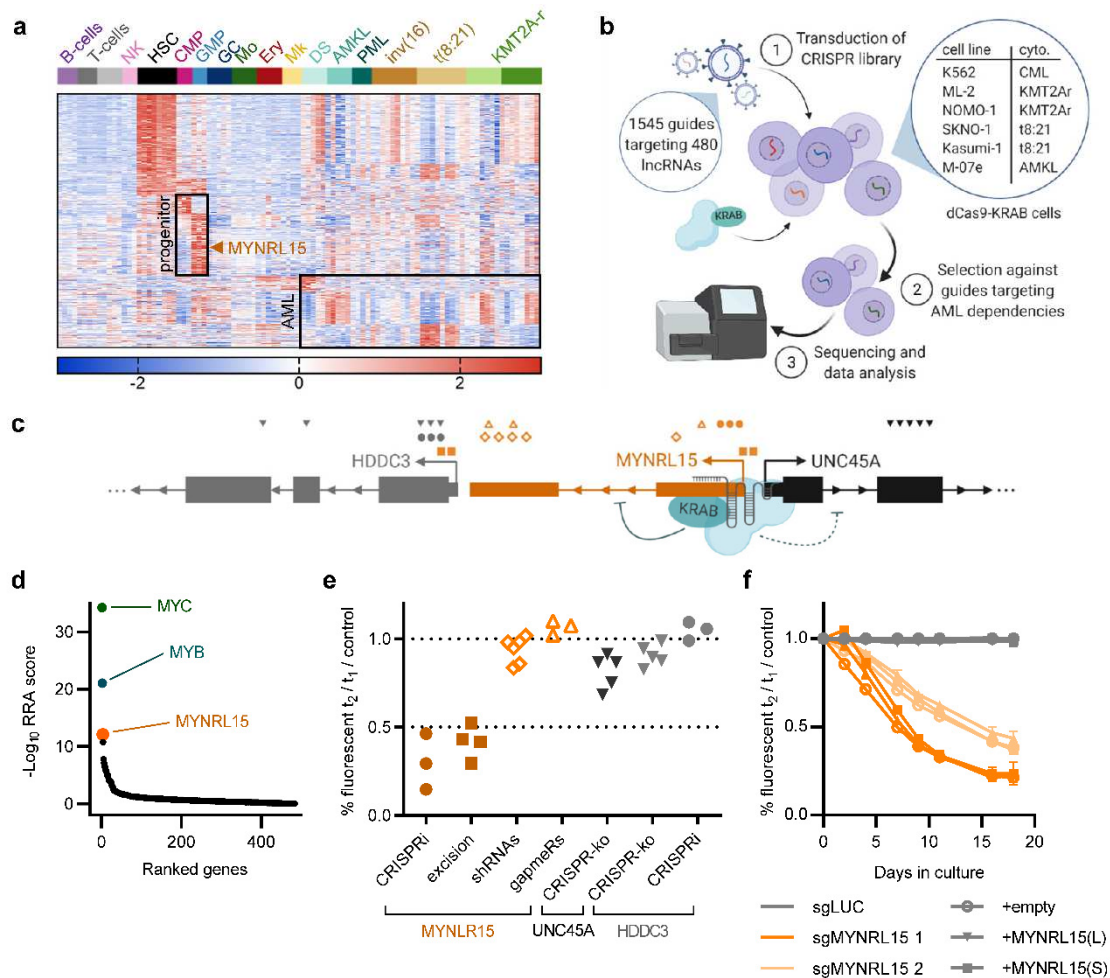 a
B-cells
T-cells
NK
HSC
CMP
GMP
GC
Mo
Ery
Mk
DS
AMKL
PML
inv(16)
t(8;21)
KMT2A-r
progenitor
MYNRL15
AML
-2
0
2
b
1
Transduction of
CRISPR library
1545 guides
targeting 480
lncRNAs
KRAB
cell line cyto.
K562 CML
ML-2 KMT2Ar
NOMO-1 KMT2Ar
SKNO-1 t8:21
Kasumi-1 t8:21
M-07e AMKL
dCas9-KRAB cells
2
Selection against
guides targeting
AML dependencies
3
Sequencing and
data analysis
c
HDDC3
MYNRL15
UNC45A
KRAB
d
-Log10 RRA score
30
20
10
0
MYC
MYB
MYNRL15
0 200 400
Ranked genes
e
% fluorescent t2 / t1 / control
1.0
0.5
0.0
CRISPRi
excision
shRNAs
gapmeRs
CRISPR-ko
CRISPR-ko
CRISPRi
MYNLR15
UNC45A
HDDC3
f
% fluorescent t2 / t1 / control
1.0
0.5
0.0
0 5 10 15 20
Days in culture
sgLUC
sgMYNRL15 1
sgMYNRL15 2
+empty
+MYNRL15(L)
+MYNRL15(S)